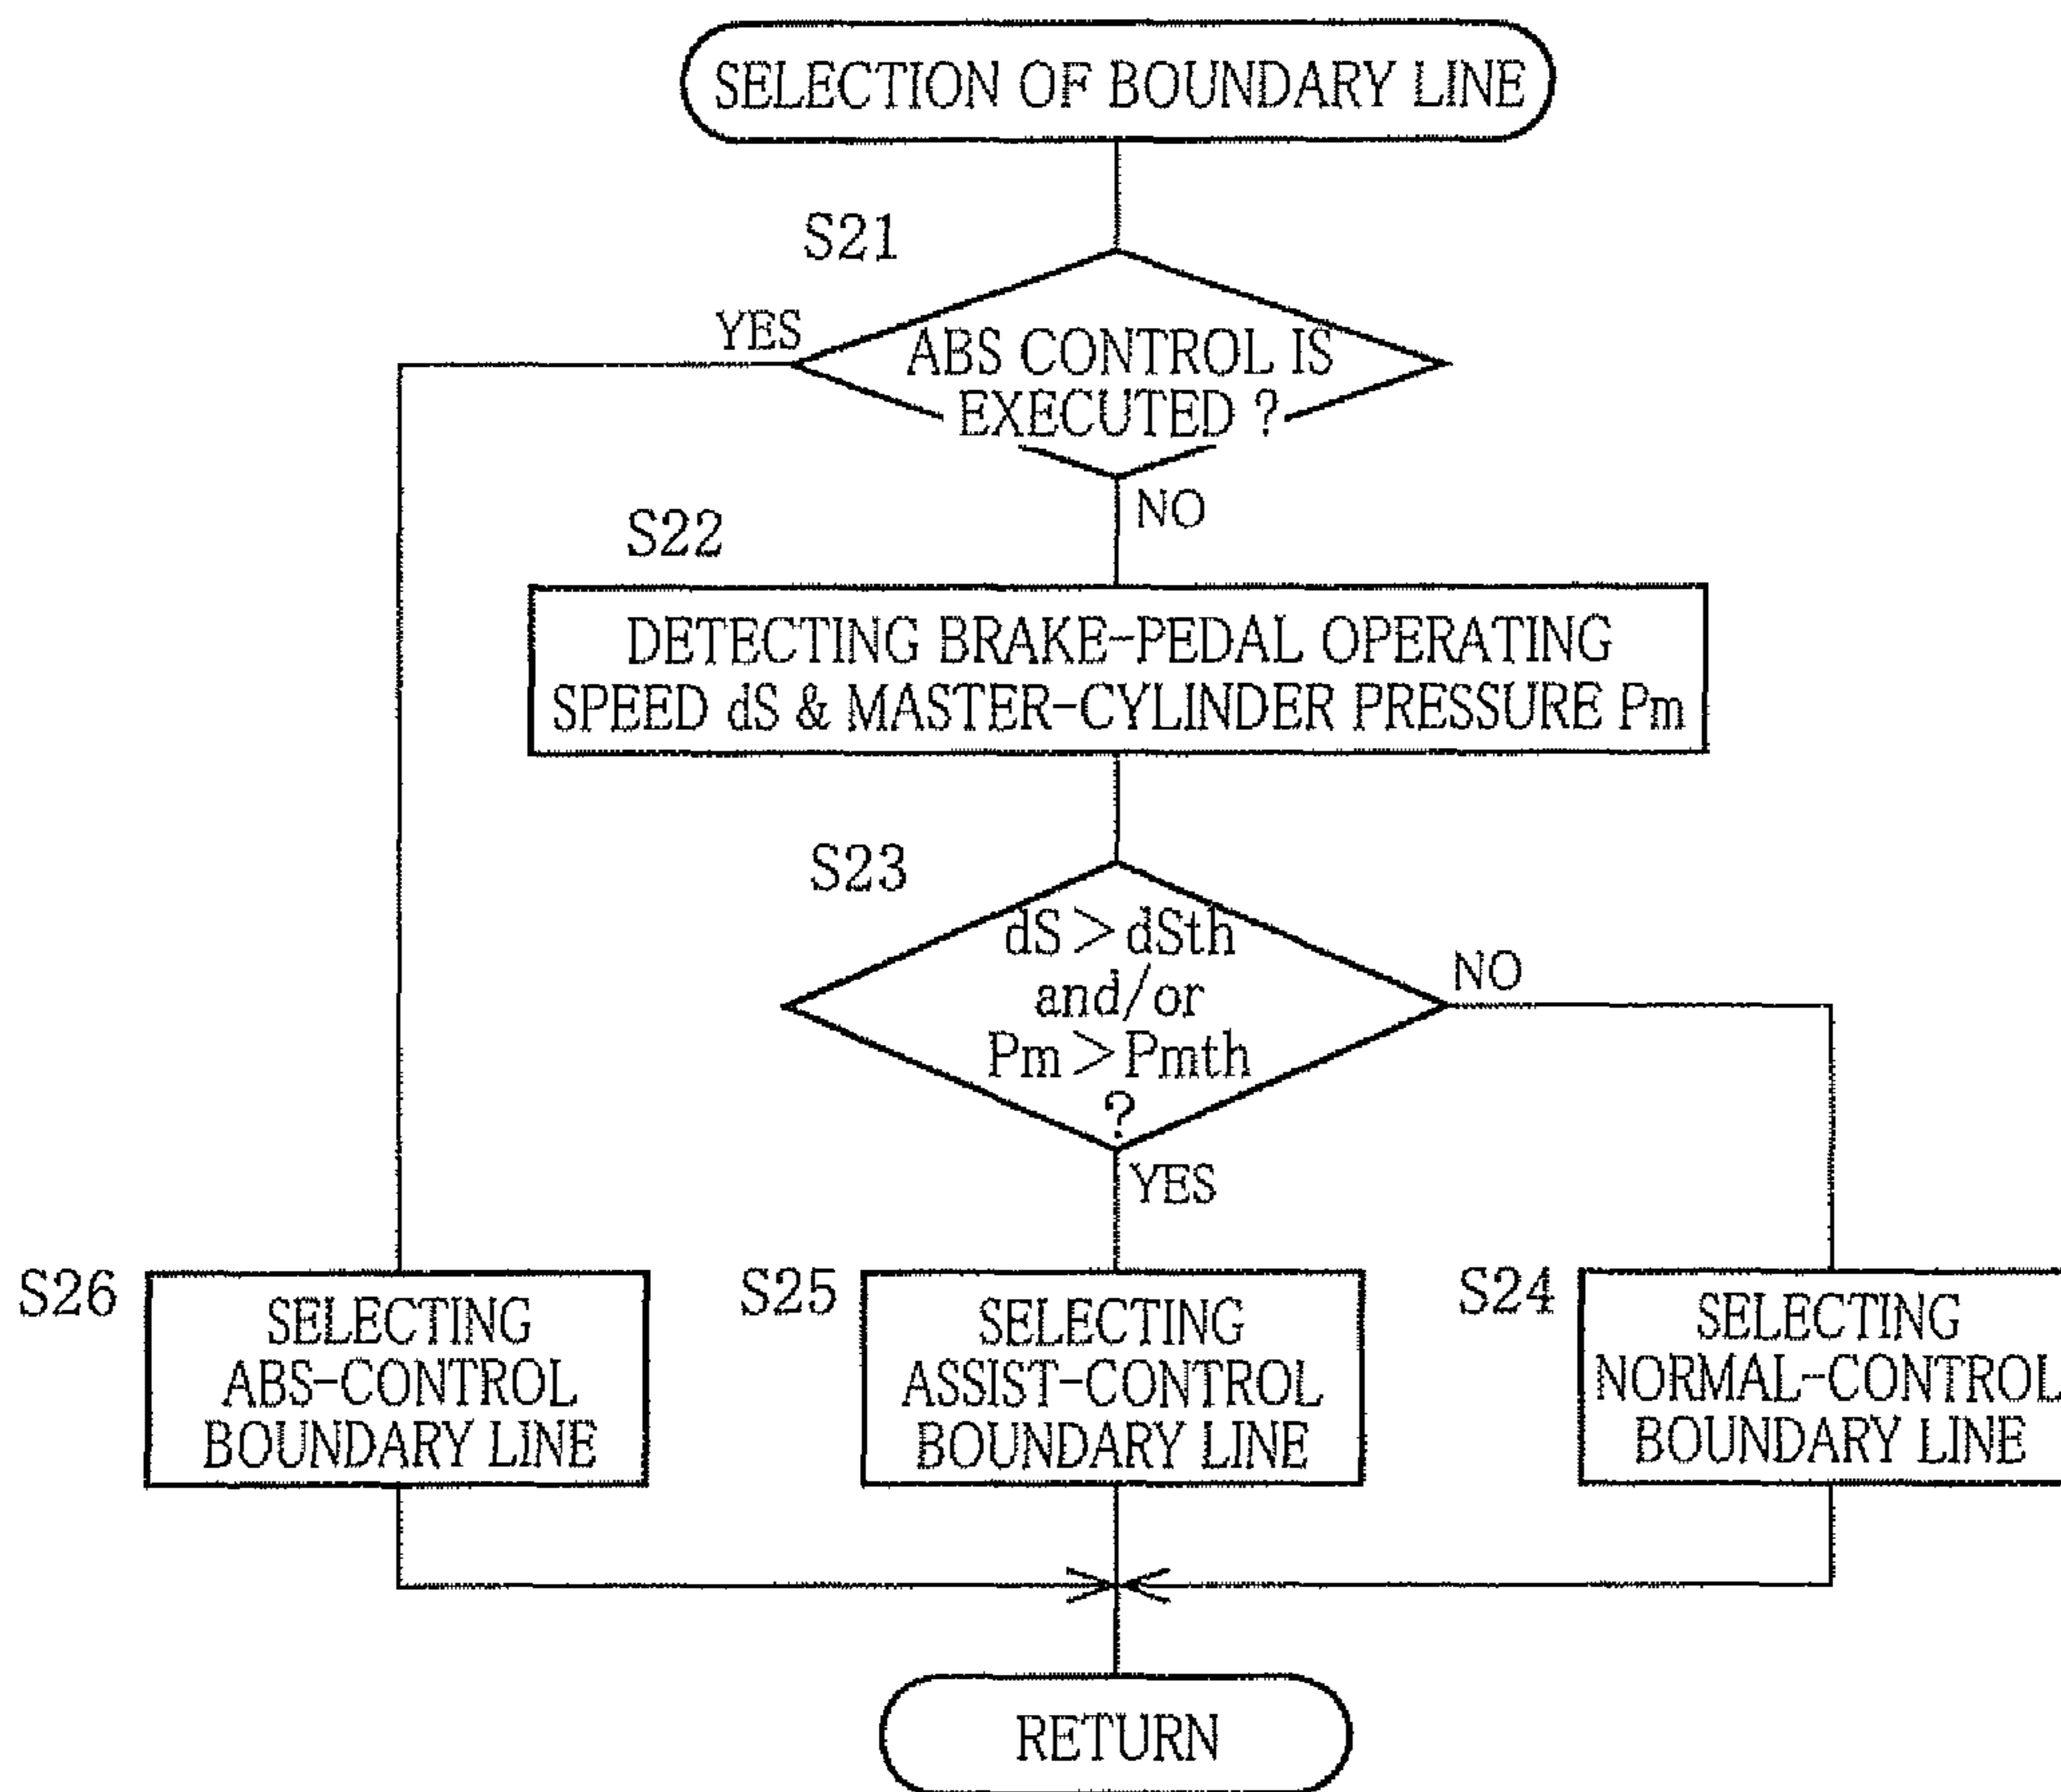 SELECTION OF BOUNDARY LINE
S21
YES
ABS CONTROL IS
EXECUTED ?
NO
S22
DETECTING BRAKE-PEDAL OPERATING
SPEED dS & MASTER-CYLINDER PRESSURE Pm
S23
dS > dSth
and/or
Pm > Pmth
?
NO
YES
S26
SELECTING
ABS-CONTROL
BOUNDARY LINE
S25
SELECTING
ASSIST-CONTROL
BOUNDARY LINE
S24
SELECTING
NORMAL-CONTROL
BOUNDARY LINE
RETURN